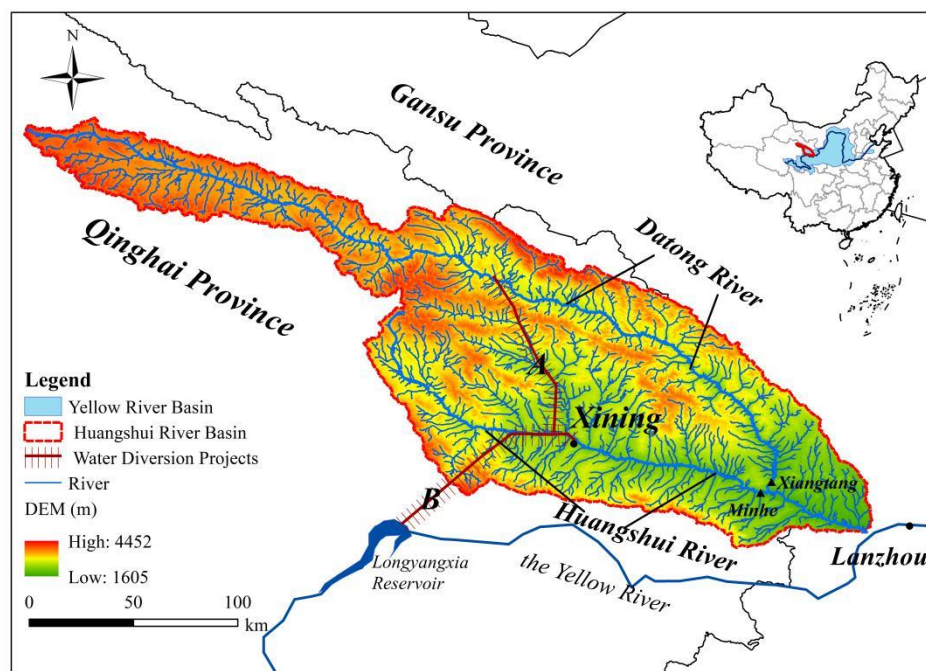 N
Gansu Province
Qinghai Province
Datong River
A
Xining
B
Xiangtang
Minhe
Huangshui River
Lanzhou
Longyangxia
Reservoir
the Yellow River
Legend
Yellow River Basin
Huangshui River Basin
Water Diversion Projects
River
DEM (m)
High: 4452
Low: 1605
0 50 100
km